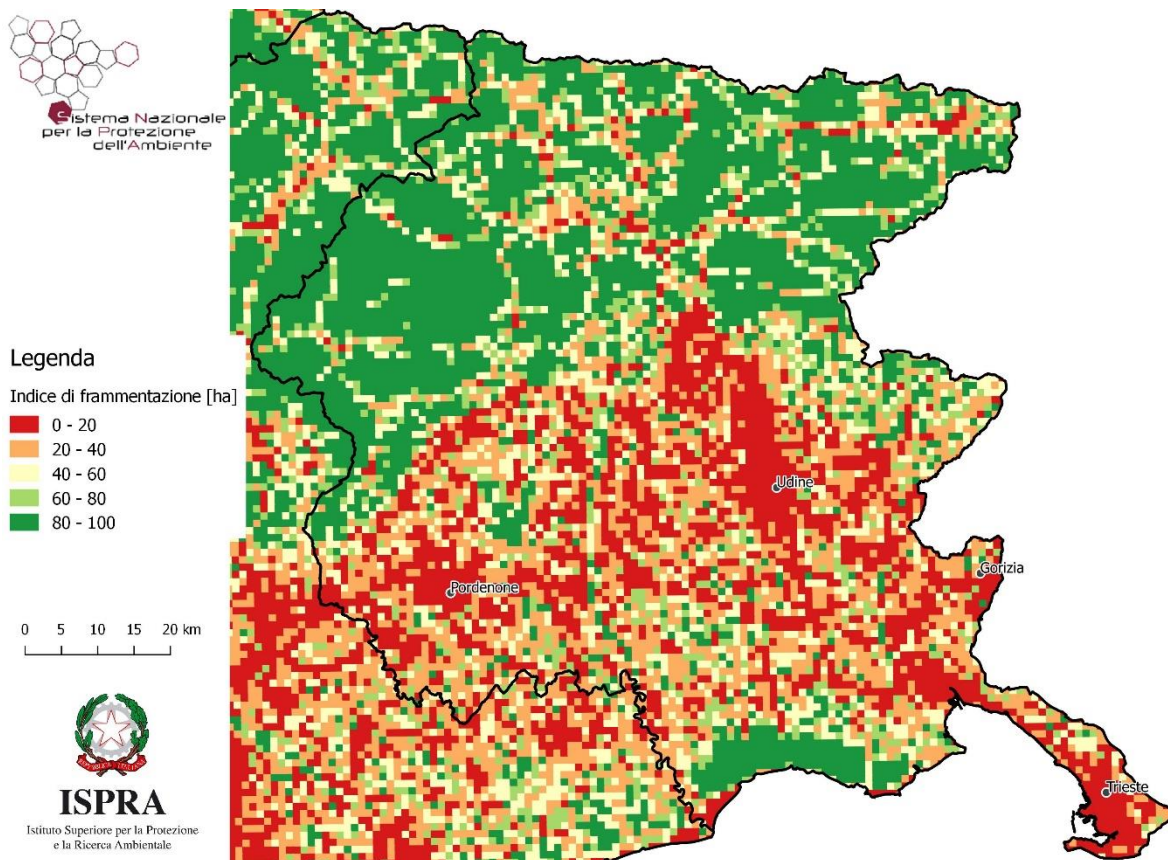 Sistema Nazionale
per la Protezione
dell'Ambiente
Legenda
Indice di frammentazione [ha]
0 - 20
20 - 40
40 - 60
60 - 80
80 - 100
0 5 10 15 20 km
REPVBBLICA ITALIANA
ISPRA
Istituto Superiore per la Protezione
e la Ricerca Ambientale
Udine
Gorizia
Pordenone
Trieste